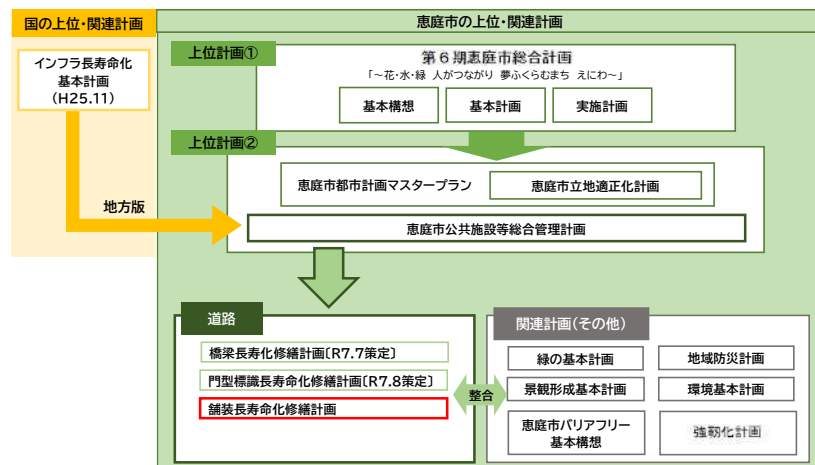 国の上位・関連計画
恵庭市の上位・関連計画
インフラ長寿命化
基本計画
(H25.11)
地方版
上位計画①
第6期恵庭市総合計画
「~花・水・緑 人がつながり 夢ふくらむまち えにわ~」
基本構想
基本計画
実施計画
上位計画②
恵庭市都市計画マスタープラン
恵庭市立地適正化計画
恵庭市公共施設等総合管理計画
道路
橋梁長寿化修繕計画〔R7.7策定〕
門型標識長寿命化修繕計画〔R7.8策定〕
舗装長寿命化修繕計画
整合
関連計画(その他)
緑の基本計画
地域防災計画
景観形成基本計画
環境基本計画
恵庭市バリアフリー
基本構想
強靭化計画